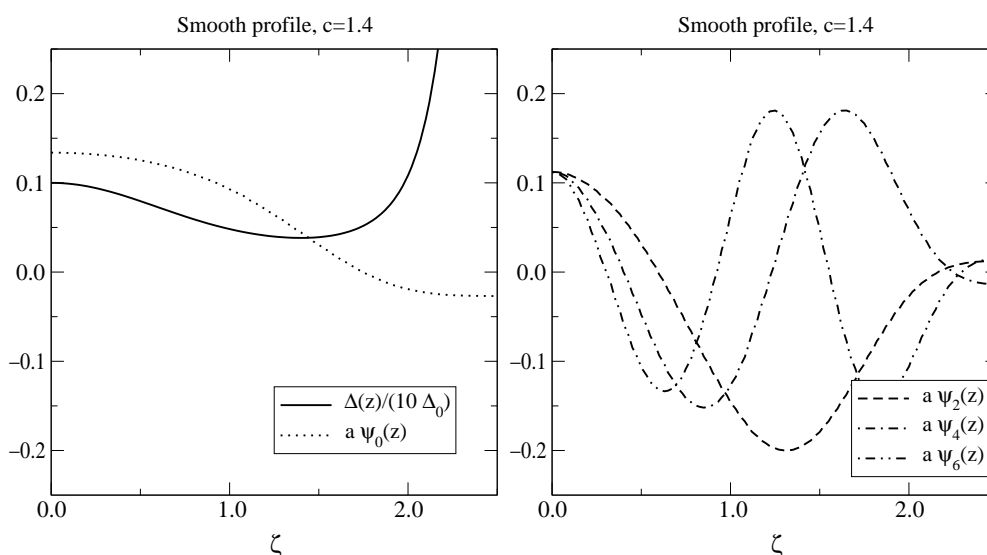 Smooth profile, c=1.4
0.2
0.1
0.0
−0.1
−0.2
0.0 1.0 2.0
ζ
Δ(z)/(10 Δ₀)
a ψ₀(z)
Smooth profile, c=1.4
0.2
0.1
0.0
−0.1
−0.2
0.0 1.0 2.0
ζ
a ψ₂(z)
a ψ₄(z)
a ψ₆(z)